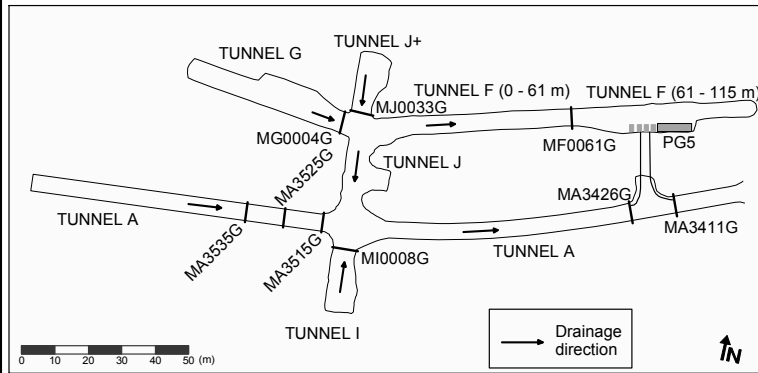 TUNNEL J+
TUNNEL G
TUNNEL F (0 - 61 m)
TUNNEL F (61 - 115 m)
MJ0033G
MG0004G
MF0061G
PG5
MA3525G
TUNNEL J
MA3426G
TUNNEL A
MA3535G
MA3515G
MI0008G
TUNNEL A
MA3411G
TUNNEL I
0 10 20 30 40 50 (m)
Drainage
direction
N